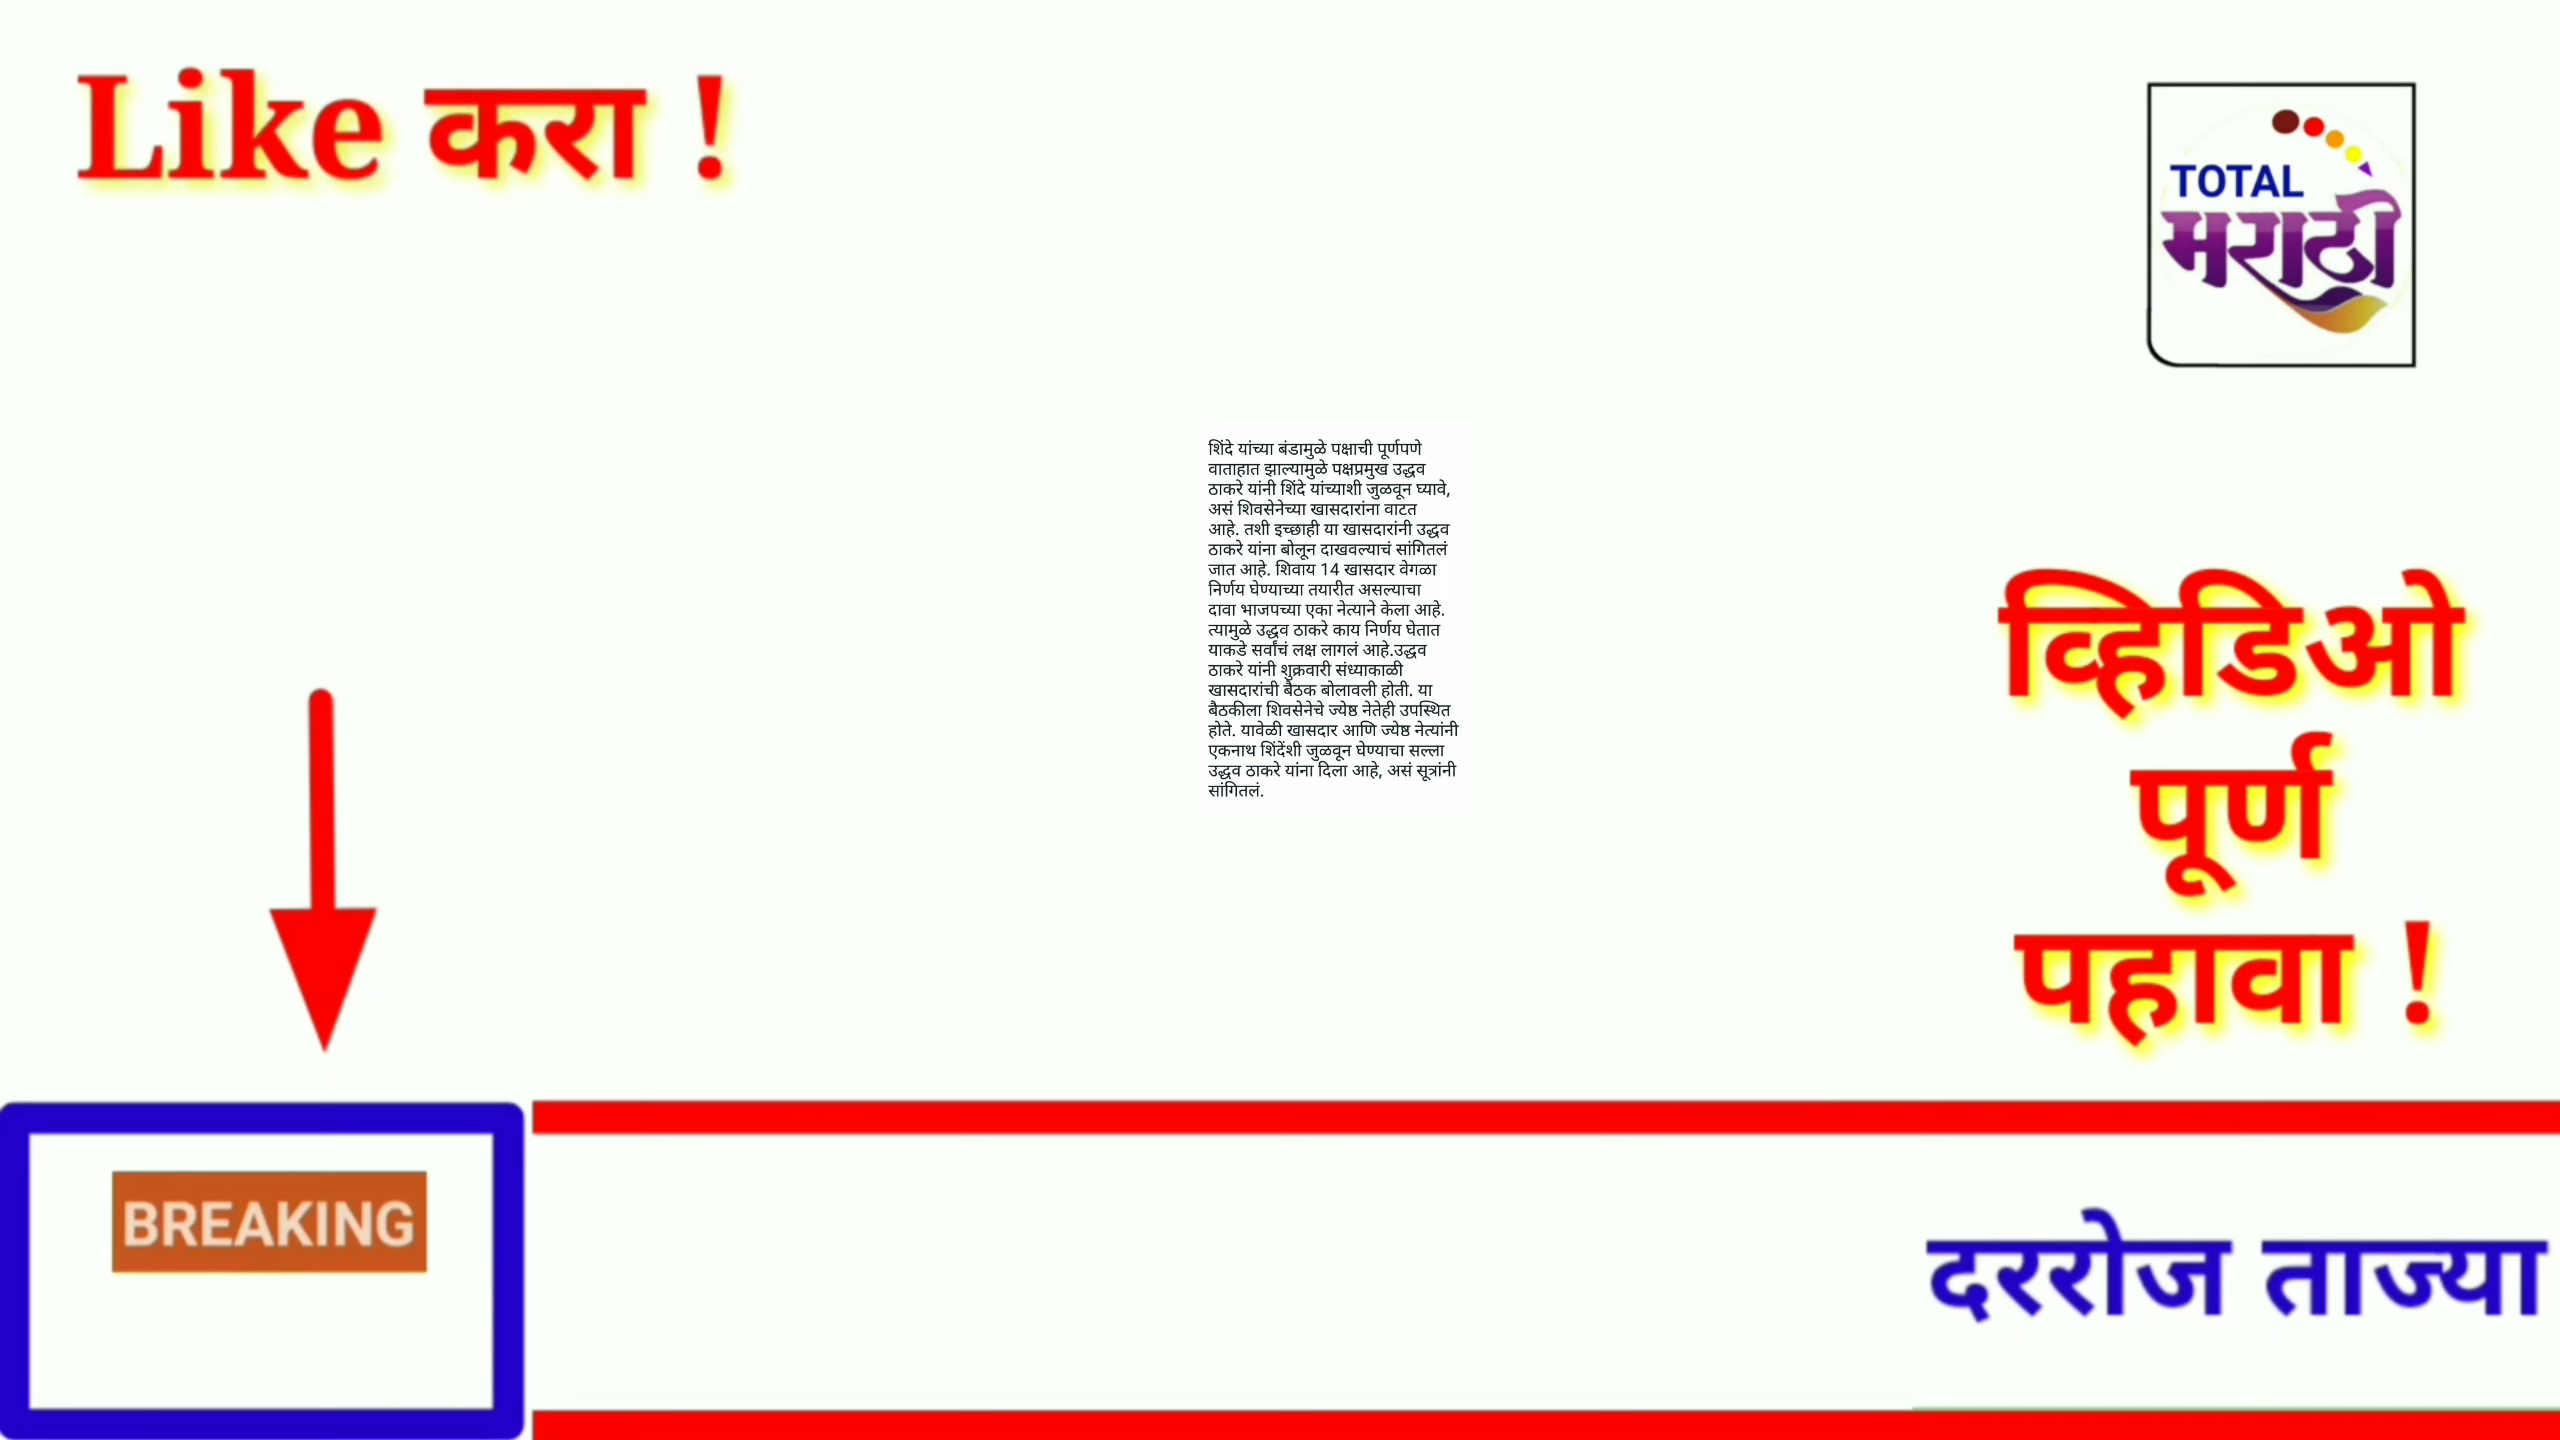 Like करा !
TOTAL
मराठी
शिंदे यांच्या बंडामुळे पक्षाची पूर्णपणे
वाताहात झाल्यामुळे पक्षप्रमुख उद्धव
ठाकरे यांनी शिंदे यांच्याशी जुळवून घ्यावे,
असं शिवसेनेच्या खासदारांना वाटत
आहे. तशी इच्छाही या खासदारांनी उद्धव
ठाकरे यांना बोलून दाखवल्याचं सांगितलं
जात आहे. शिवाय 14 खासदार वेगळा
निर्णय घेण्याच्या तयारीत असल्याचा
दावा भाजपच्या एका नेत्याने केला आहे.
त्यामुळे उद्धव ठाकरे काय निर्णय घेतात
याकडे सर्वांचं लक्ष लागलं आहे.उद्धव
ठाकरे यांनी शुक्रवारी संध्याकाळी
खासदारांची बैठक बोलावली होती. या
बैठकीला शिवसेनेचे ज्येष्ठ नेतेही उपस्थित
होते. यावेळी खासदार आणि ज्येष्ठ नेत्यांनी
एकनाथ शिंदेंशी जुळवून घेण्याचा सल्ला
उद्धव ठाकरे यांना दिला आहे, असं सूत्रांनी
सांगितलं.
व्हिडिओ
पूर्ण
पहावा !
BREAKING
दररोज ताज्या